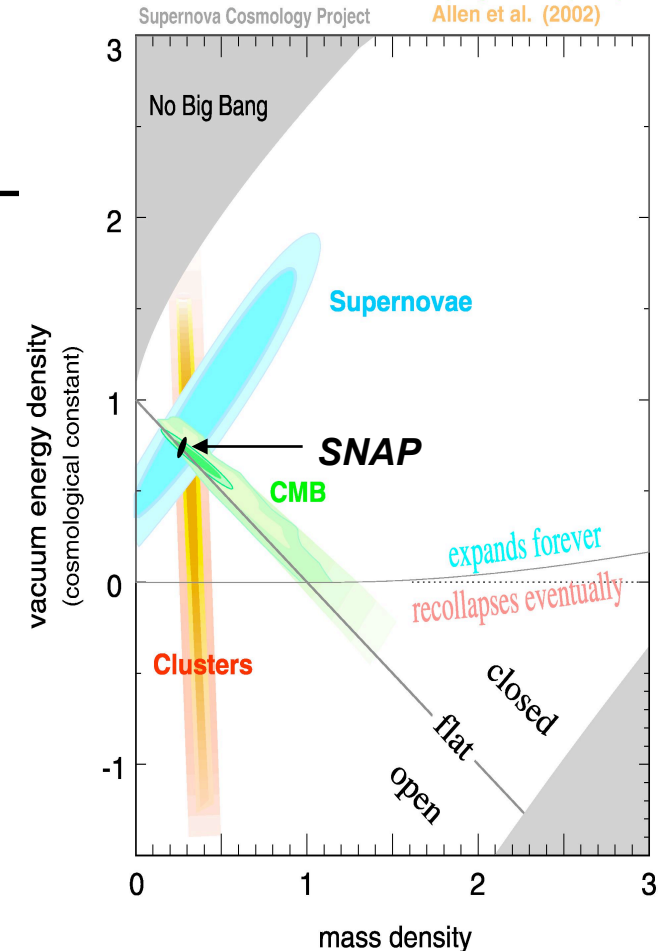 Supernova Cosmology Project
Allen et al. (2002)
3
No Big Bang
2
Supernovae
1
SNAP
CMB
expands forever
0
recollapses eventually
Clusters
closed
flat
-1
open
0 1 2 3
mass density
vacuum energy density
(cosmological constant)